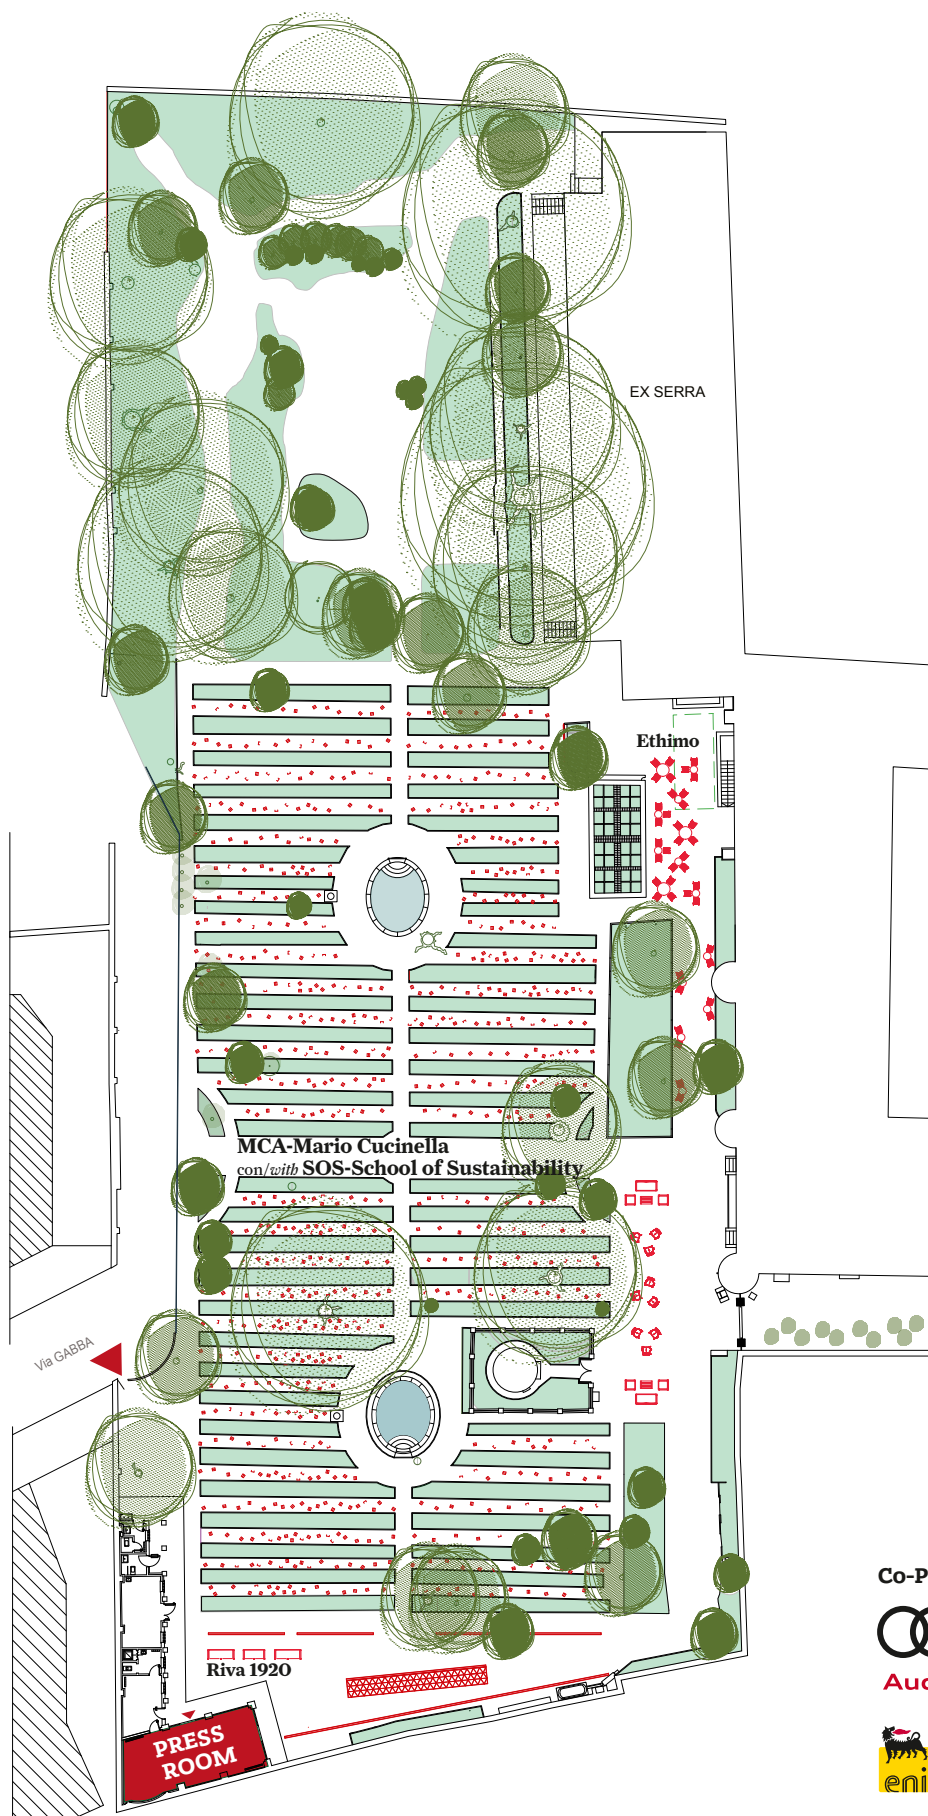 EX SERRA
Ethimo
MCA-Mario Cucinella
con/with SOS-School of Sustainability
Via GABBA
Riva 1920
PRESS
ROOM
Co-P
Aud
eni